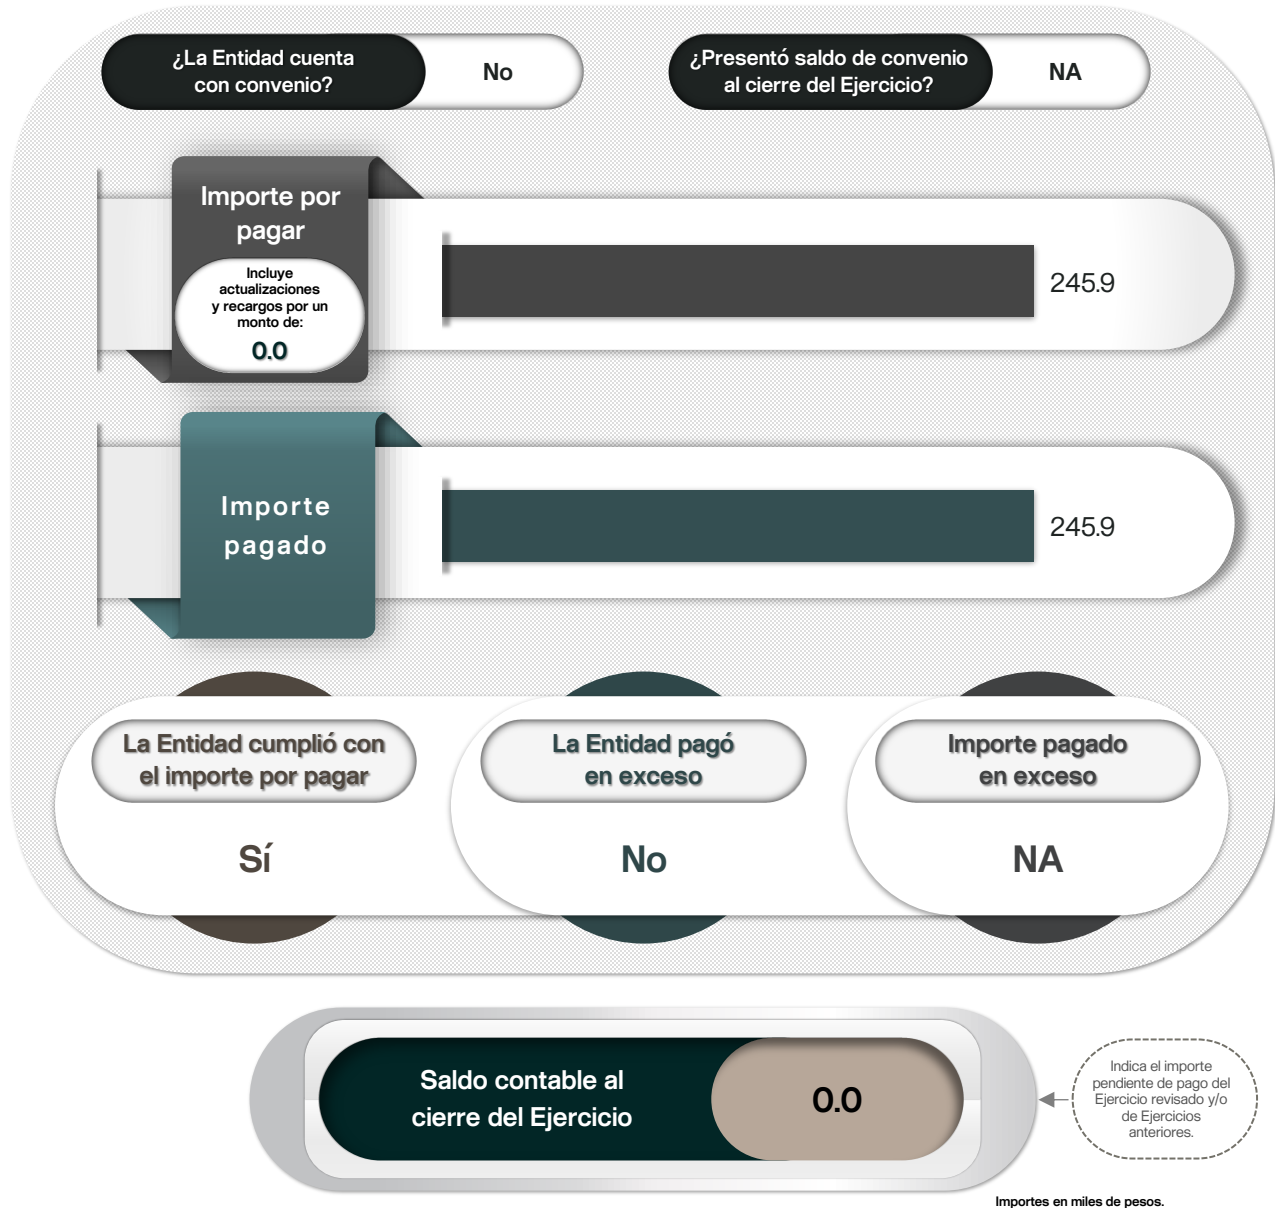 ¿La Entidad cuenta
con convenio?
No
¿Presentó saldo de convenio
al cierre del Ejercicio?
NA
Importe por
pagar
Incluye
actualizaciones
y recargos por un
monto de:
0.0
245.9
Importe
pagado
245.9
La Entidad cumplió con
el importe por pagar
Sí
La Entidad pagó
en exceso
No
Importe pagado
en exceso
NA
Saldo contable al
cierre del Ejercicio
0.0
Indica el importe
pendiente de pago del
Ejercicio revisado y/o
de Ejercicios
anteriores.
Importes en miles de pesos.